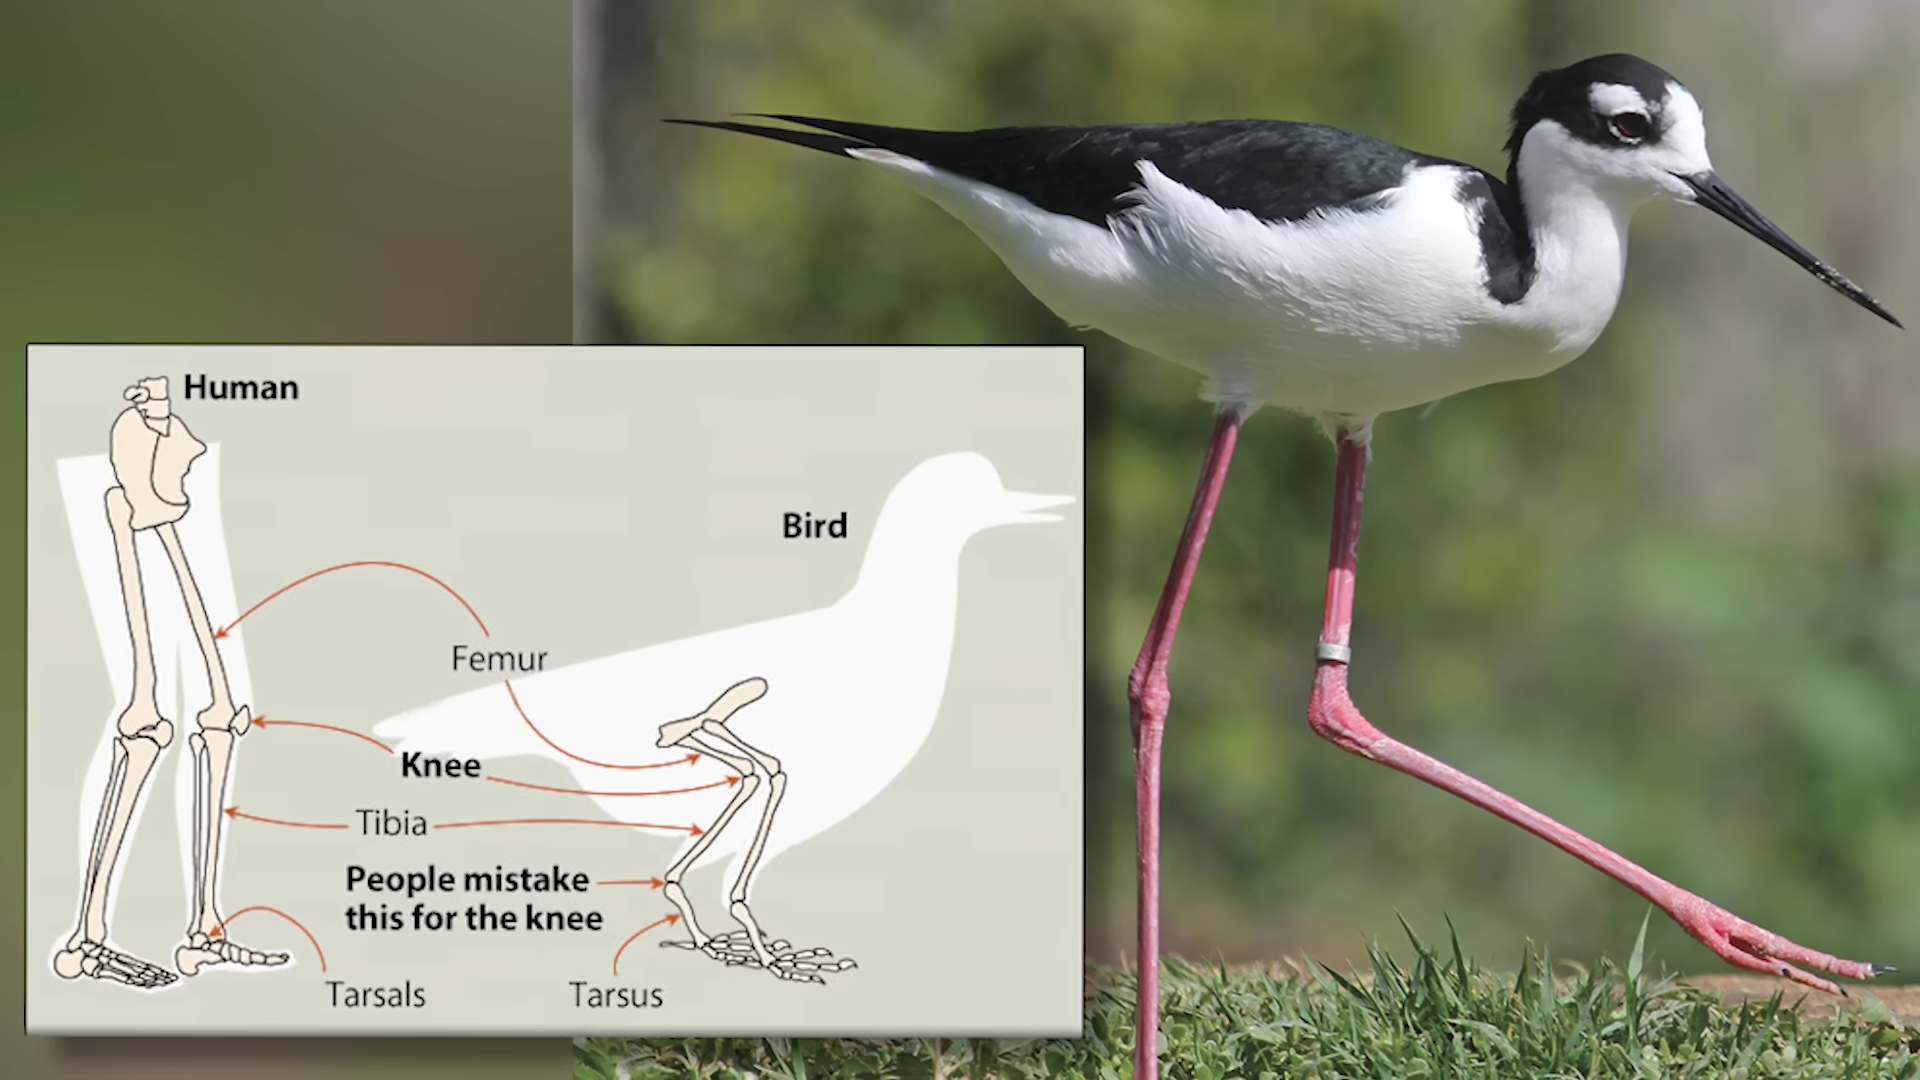 Human
Bird
Femur
Knee
Tibia
People mistake
this for the knee
Tarsals
Tarsus